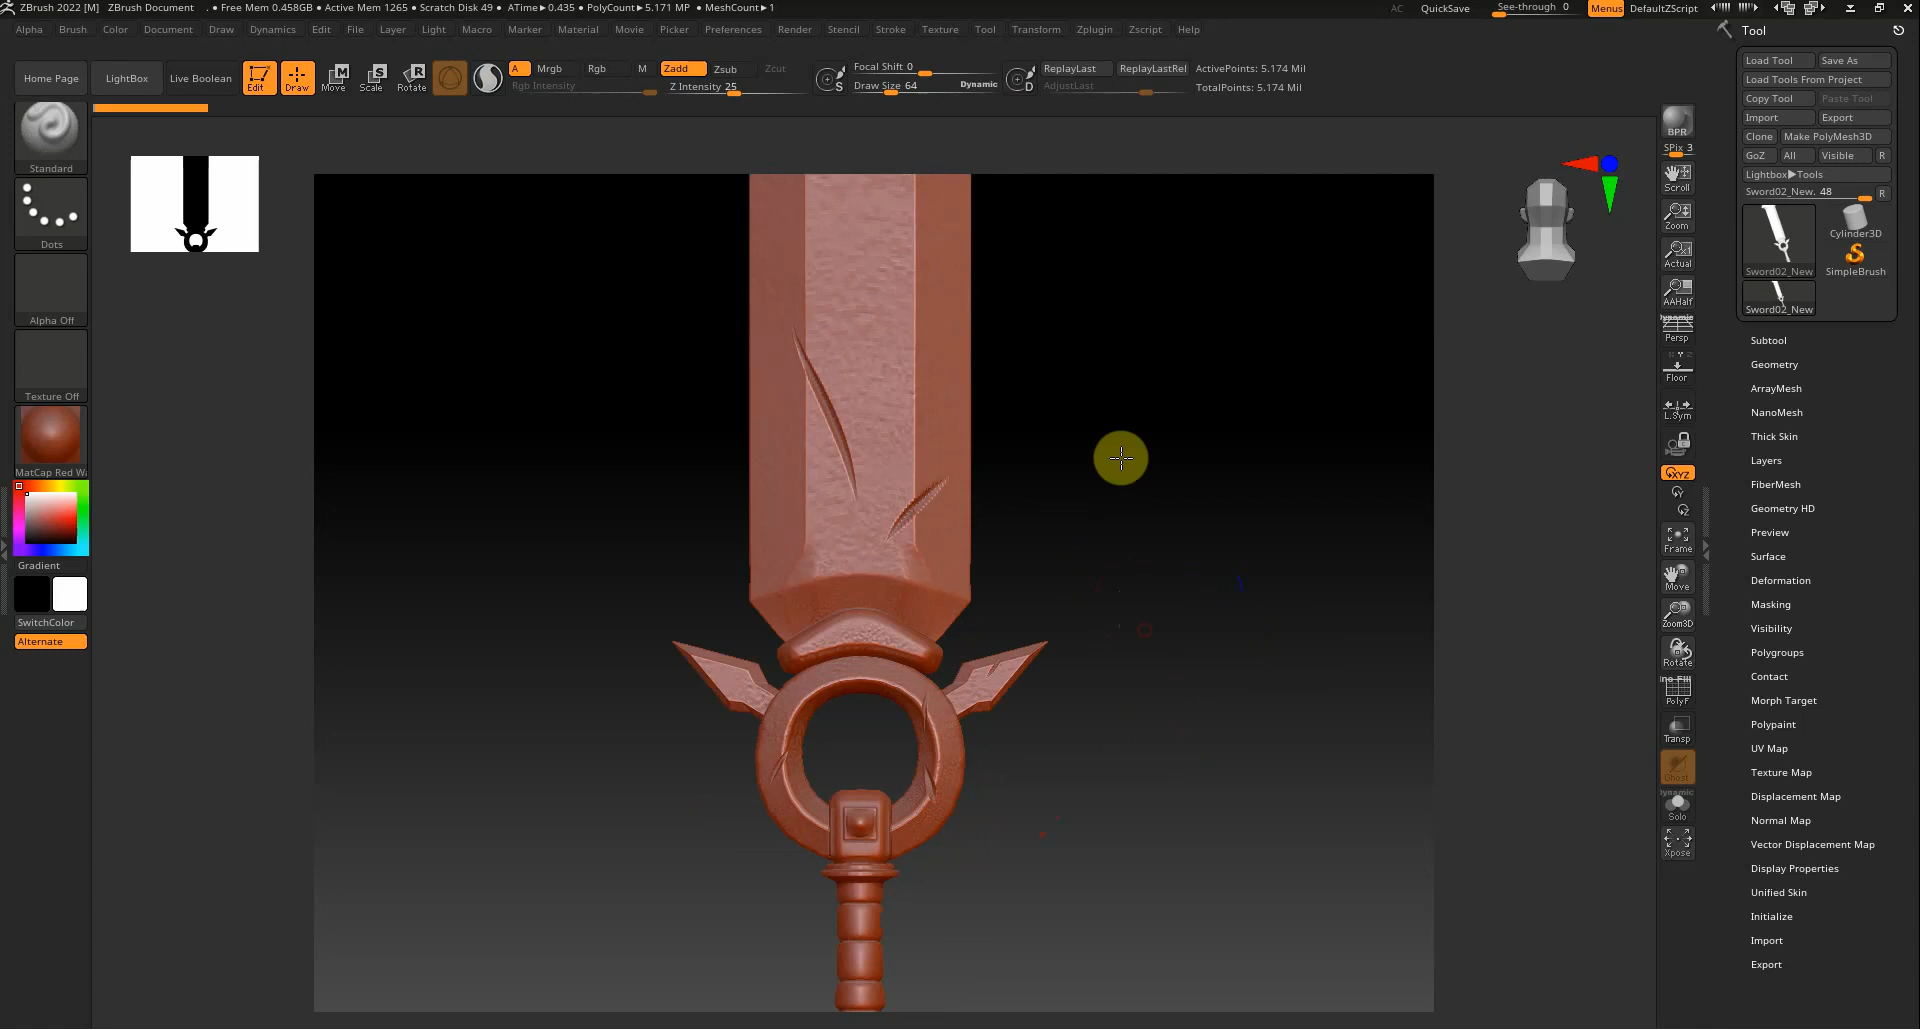 ZBrush 2022 [M] ZBrush Document . ● Free Mem 0.458GB ● Active Mem 1265 ● Scratch Disk 49 ● ATime▶0.435 ● PolyCount▶5.171 MP ● MeshCount▶1 AC QuickSave See-through 0 Menus DefaultZScript
Alpha Brush Color Document Draw Dynamics Edit File Layer Light Macro Marker Material Movie Picker Preferences Render Stencil Stroke Texture Tool Transform Zplugin Zscript Help
Home Page LightBox Live Boolean Edit Draw Move Scale Rotate
A Mrgb Rgb M Zadd Zsub Zcut
Rgb Intensity Z Intensity 25
S Focal Shift 0
Draw Size 64 Dynamic
D ReplayLast ReplayLastRel
AdjustLast
ActivePoints: 5.174 Mil
TotalPoints: 5.174 Mil
Standard
Dots
Alpha Off
Texture Off
MatCap Red Wa
Gradient
SwitchColor
Alternate
BPR
SPix 3
Scroll
Zoom
Actual
AAHalf
Dynamic
Persp
Floor
L.Sym
XYZ
Frame
Move
Zoom3D
Rotate
PolyF
Transp
Ghost
Dynamic
Solo
Xpose
Tool
Load Tool Save As
Load Tools From Project
Copy Tool Paste Tool
Import Export
Clone Make PolyMesh3D
GoZ All Visible R
Lightbox▶Tools
Sword02_New. 48 R
Sword02_New
Cylinder3D
SimpleBrush
Sword02_New
Subtool
Geometry
ArrayMesh
NanoMesh
Thick Skin
Layers
FiberMesh
Geometry HD
Preview
Surface
Deformation
Masking
Visibility
Polygroups
Contact
Morph Target
Polypaint
UV Map
Texture Map
Displacement Map
Normal Map
Vector Displacement Map
Display Properties
Unified Skin
Initialize
Import
Export